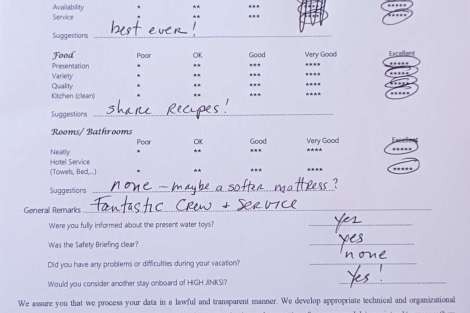 Availability * ** *** *****
Service * ** *** *****
Suggestions best ever!
Food Poor OK Good Very Good Excellent
Presentation * ** *** **** *****
Variety * ** *** **** *****
Quality * ** *** **** *****
Kitchen (clean) * ** *** **** *****
Suggestions share Recipes!
Rooms/ Bathrooms
Poor OK Good Very Good Excellent
Neatly * ** *** **** *****
Hotel Service
(Towels, Bed,...) * ** *** **** *****
Suggestions none - maybe a softer mattress?
General Remarks Fantastic Crew + Service
Were you fully informed about the present water toys? yes
Was the Safety Briefing clear? yes
Did you have any problems or difficulties during your vacation? none
Would you consider another stay onboard of HIGH JINKS!? Yes!
We assure you that we process your data in a lawful and transparent manner. We develop appropriate technical and organizational